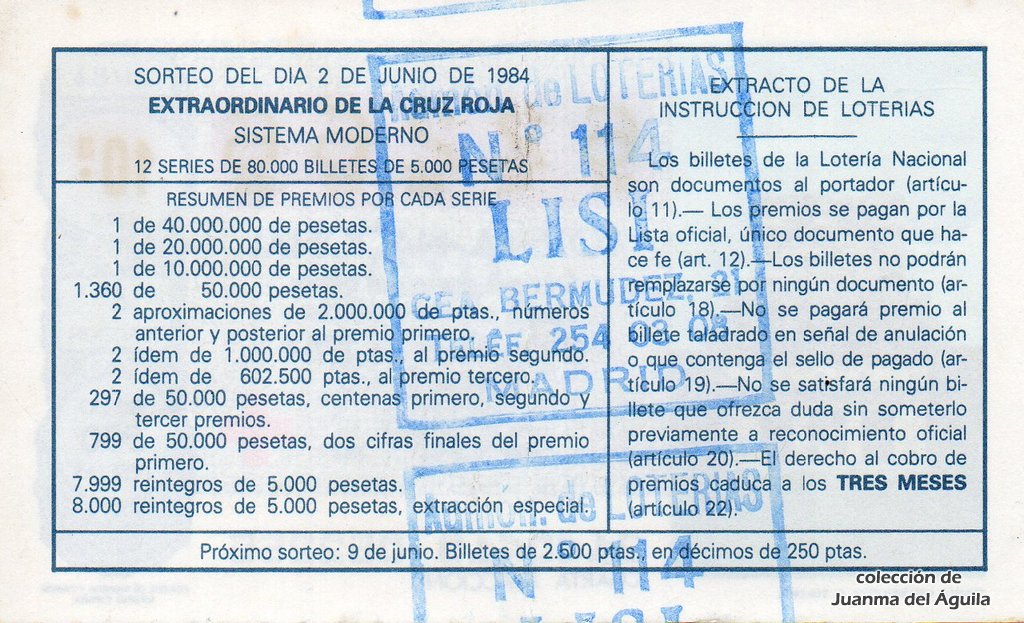 SORTEO DEL DIA 2 DE JUNIO DE 1984
EXTRAORDINARIO DE LA CRUZ ROJA
SISTEMA MODERNO
12 SERIES DE 80.000 BILLETES DE 5.000 PESETAS
RESUMEN DE PREMIOS POR CADA SERIE
1 de 40.000.000 de pesetas.
1 de 20.000.000 de pesetas.
1 de 10.000.000 de pesetas.
1.360 de 50.000 pesetas.
2 aproximaciones de 2.000.000 de ptas., números
anterior y posterior al premio primero.
2 ídem de 1.000.000 de ptas., al premio segundo.
2 ídem de 602.500 ptas., al premio tercero.
297 de 50.000 pesetas, centenas primero, segundo y
tercer premios.
799 de 50.000 pesetas, dos cifras finales del premio
primero.
7.999 reintegros de 5.000 pesetas.
8.000 reintegros de 5.000 pesetas, extracción especial.
EXTRACTO DE LA
INSTRUCCION DE LOTERIAS
Los billetes de la Lotería Nacional
son documentos al portador (artícu-
lo 11).— Los premios se pagan por la
Lista oficial, único documento que ha-
ce fe (art. 12).—Los billetes no podrán
remplazarse por ningún documento (ar-
tículo 18).—No se pagará premio al
billete taladrado en señal de anulación
o que contenga el sello de pagado (ar-
tículo 19).—No se satisfará ningún bi-
llete que ofrezca duda sin someterlo
previamente a reconocimiento oficial
(artículo 20).—El derecho al cobro de
premios caduca a los TRES MESES
(artículo 22).
Próximo sorteo: 9 de junio. Billetes de 2.500 ptas., en décimos de 250 ptas.
Admón. de LOTERIAS
Nº 114
LISI
CEA BERMUDEZ, 21
TELEF. 254 03 08
MADRID
Admón. de LOTERIAS
Nº 114
LISI
colección de
Juanma del Águila